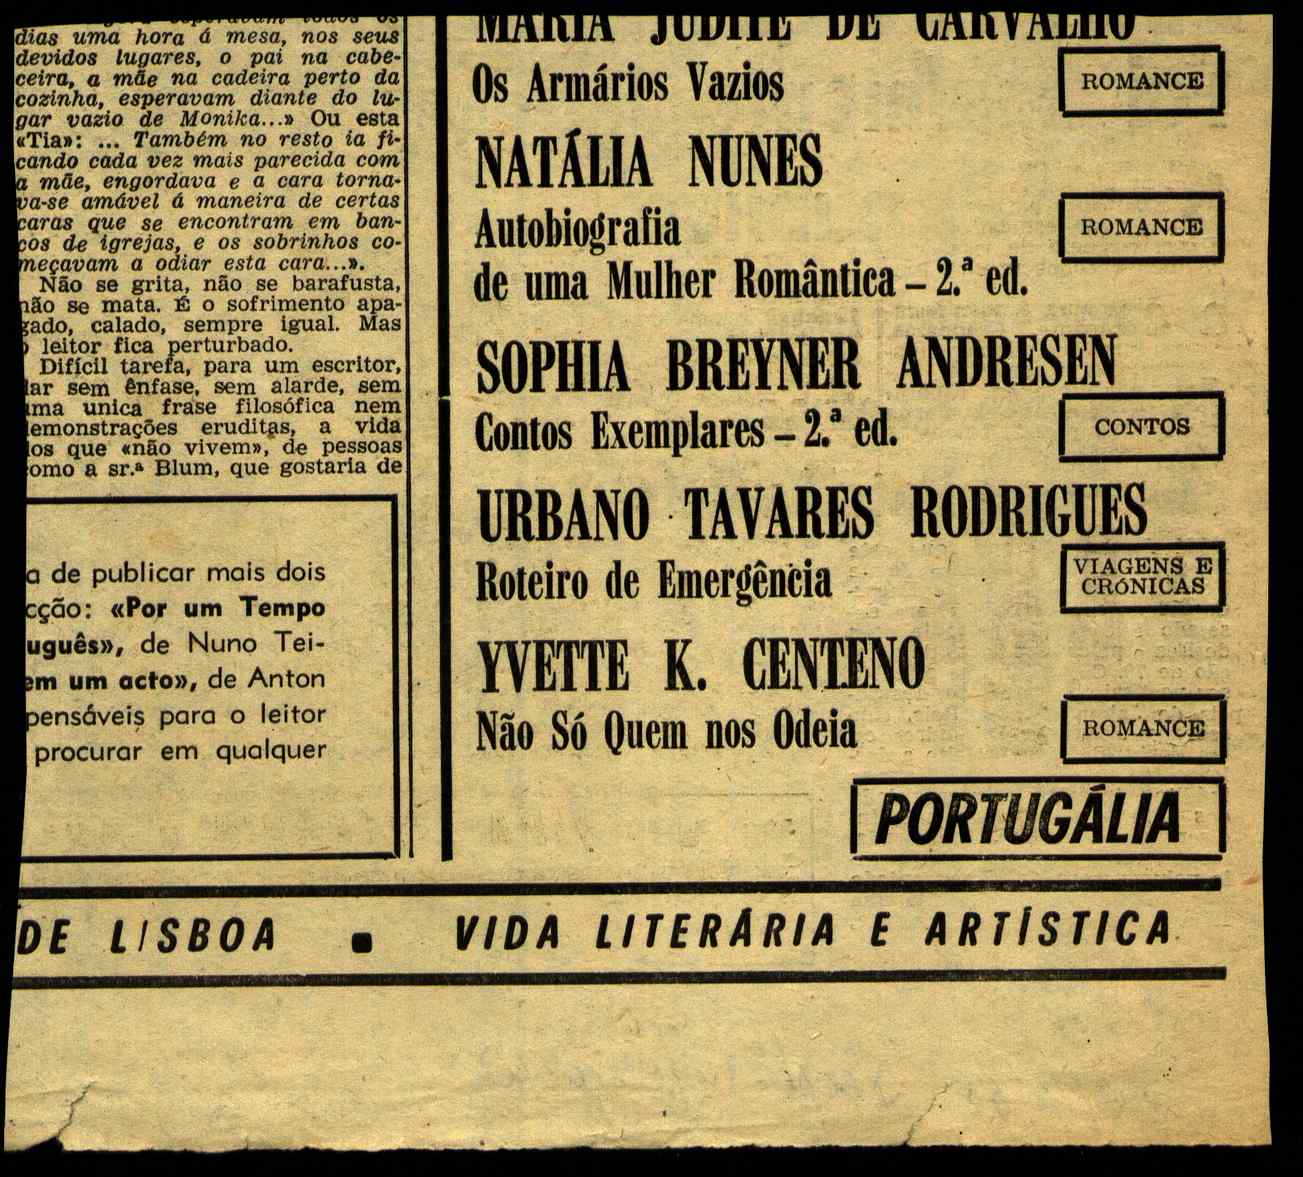 esperavam todos os
dias uma hora á mesa, nos seus
devidos lugares, o pai na cabe-
ceira, a mãe na cadeira perto da
cozinha, esperavam diante do lu-
gar vazio de Monika...» Ou esta
«Tia»: ... Também no resto ia fi-
cando cada vez mais parecida com
a mãe, engordava e a cara torna-
va-se amável á maneira de certas
caras que se encontram em ban-
cos de igrejas, e os sobrinhos co-
meçavam a odiar esta cara...».
Não se grita, não se barafusta,
não se mata. É o sofrimento apa-
gado, calado, sempre igual. Mas
o leitor fica perturbado.
Difícil tarefa, para um escritor,
dar sem ênfase, sem alarde, sem
uma unica frase filosófica nem
demonstrações eruditas, a vida
dos que «não vivem», de pessoas
como a sr.ª Blum, que gostaria de
a de publicar mais dois
cção: «Por um Tempo
uguês», de Nuno Tei-
em um acto», de Anton
pensáveis para o leitor
procurar em qualquer
MARIA JUDITE DE CARVALHO
Os Armários Vazios
ROMANCE
NATÁLIA NUNES
Autobiografia
de uma Mulher Romântica – 2.ª ed.
ROMANCE
SOPHIA BREYNER ANDRESEN
Contos Exemplares – 2.ª ed.
CONTOS
URBANO TAVARES RODRIGUES
Roteiro de Emergência
VIAGENS E
CRÓNICAS
YVETTE K. CENTENO
Não Só Quem nos Odeia
ROMANCE
PORTUGÁLIA
DE LISBOA ■ VIDA LITERÁRIA E ARTÍSTICA